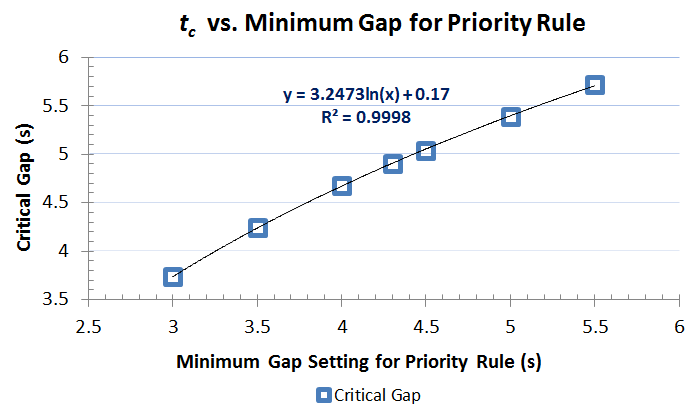 t_c vs. Minimum Gap for Priority Rule
y = 3.2473ln(x) + 0.17
R² = 0.9998
Critical Gap (s)
6
5.5
5
4.5
4
3.5
2.5 3 3.5 4 4.5 5 5.5 6
Minimum Gap Setting for Priority Rule (s)
Critical Gap